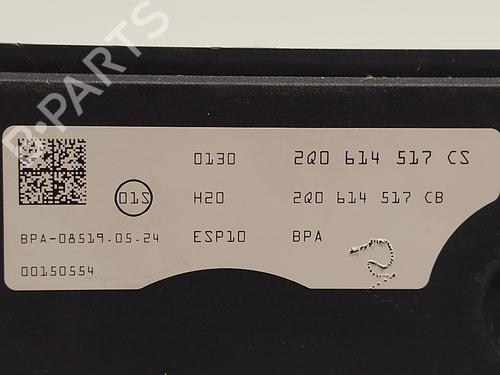 B-PARTS
0130 2Q0 614 517 CS
01S H20 2Q0 614 517 CB
BPA-08519.05.24 ESP10 BPA
00150554